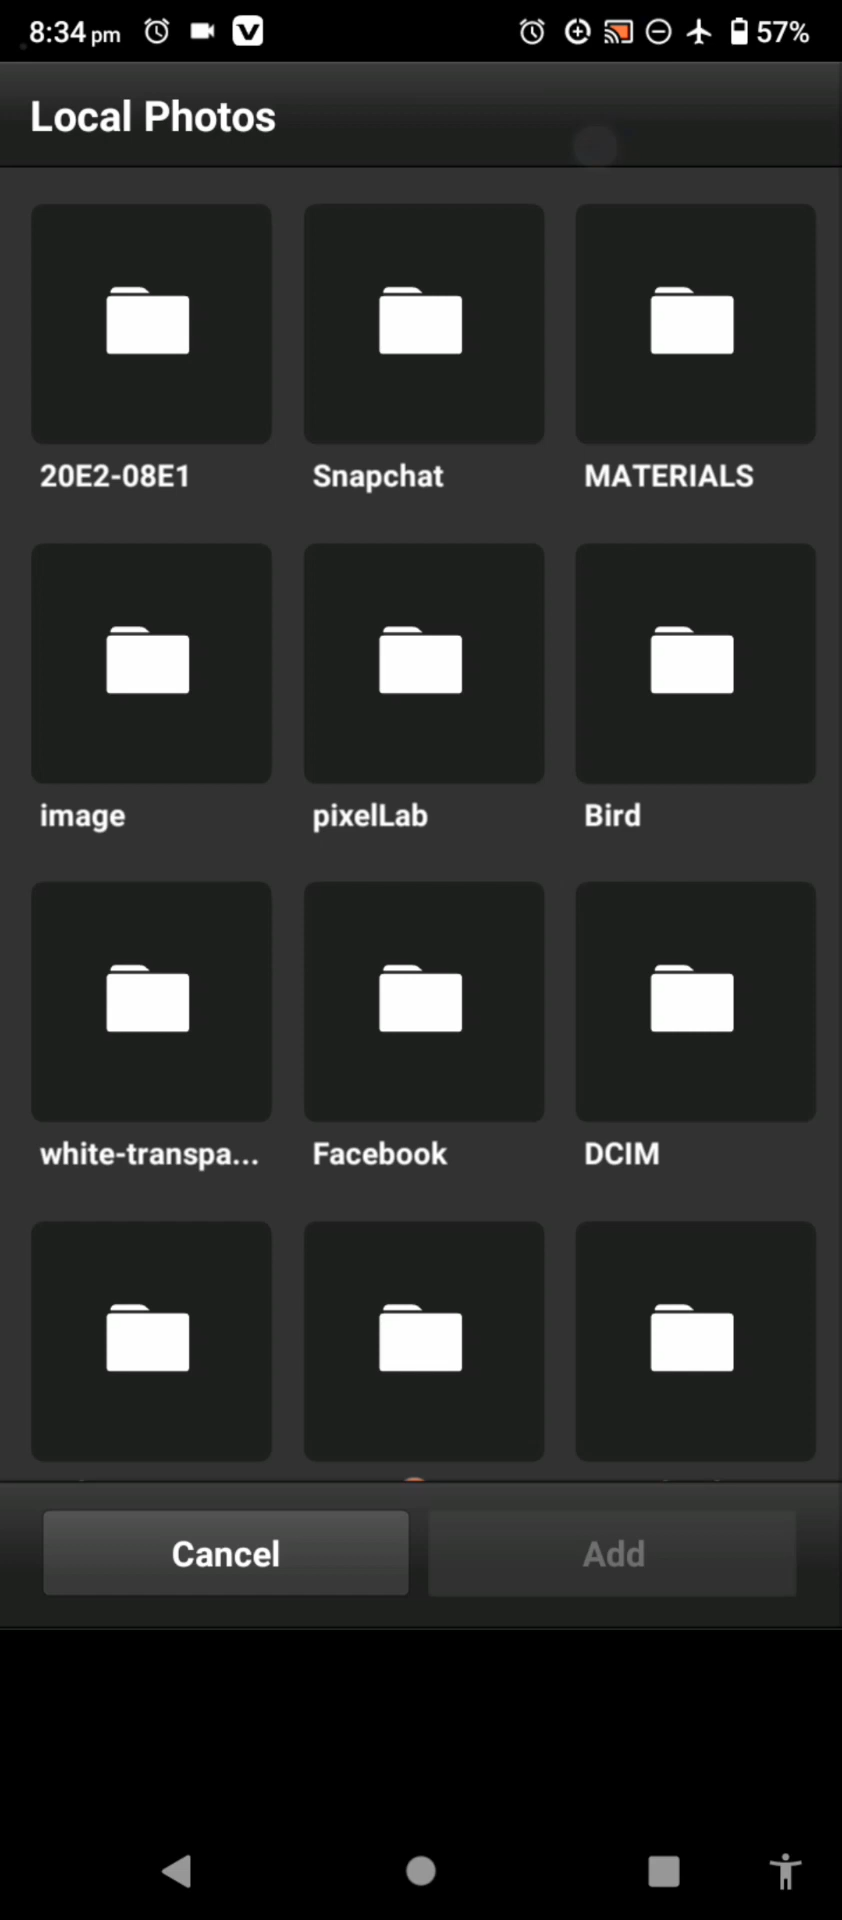 8:34 pm 57%
Local Photos
20E2-08E1 Snapchat MATERIALS
image pixelLab Bird
white-transpa... Facebook DCIM
Cancel Add